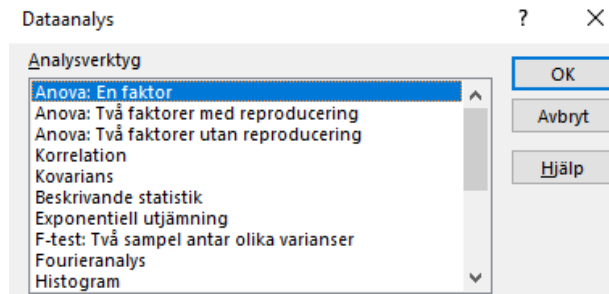 Dataanalys ? ✕
Analysverktyg
Anova: En faktor
Anova: Två faktorer med reproducering
Anova: Två faktorer utan reproducering
Korrelation
Kovarians
Beskrivande statistik
Exponentiell utjämning
F-test: Två sampel antar olika varianser
Fourieranalys
Histogram
OK
Avbryt
Hjälp